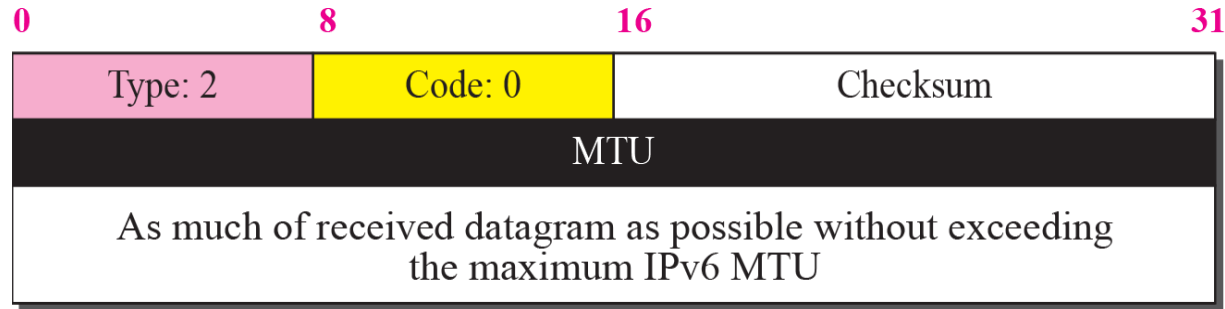 0 8 16 31
Type: 2 Code: 0 Checksum
MTU
As much of received datagram as possible without exceeding
the maximum IPv6 MTU